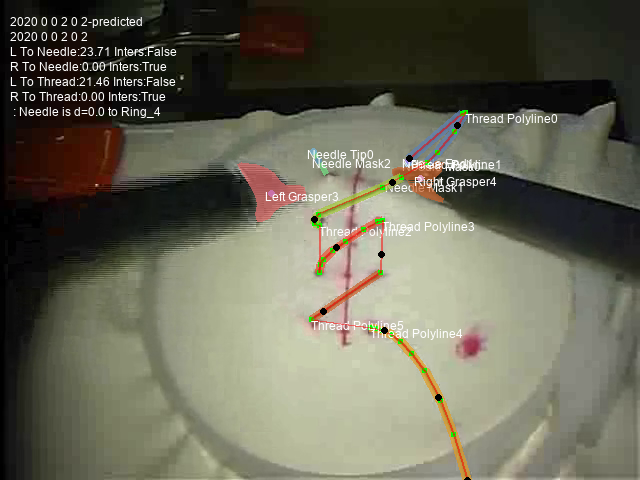 2020 0 0 2 0 2-predicted
2020 0 0 2 0 2
L To Needle:23.71 Inters:False
R To Needle:0.00 Inters:True
L To Thread:21.46 Inters:False
R To Thread:0.00 Inters:True
: Needle is d=0.0 to Ring_4
Thread Polyline0
Needle Tip0
Needle Mask2
Right Grasper4
Needle Mask1
Left Grasper3
Thread Polyline2
Thread Polyline3
Thread Polyline5
Thread Polyline4